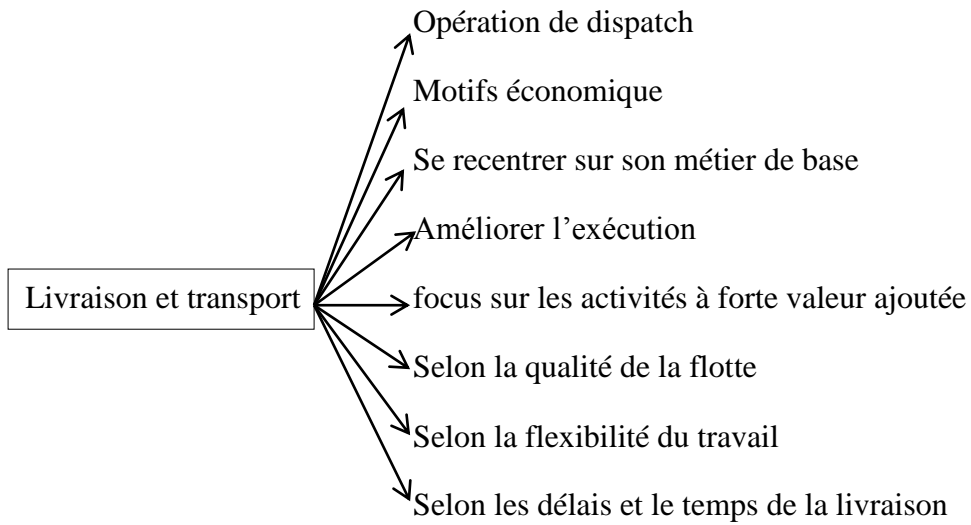 Opération de dispatch
Motifs économique
Se recentrer sur son métier de base
Améliorer l’exécution
Livraison et transport
focus sur les activités à forte valeur ajoutée
Selon la qualité de la flotte
Selon la flexibilité du travail
Selon les délais et le temps de la livraison